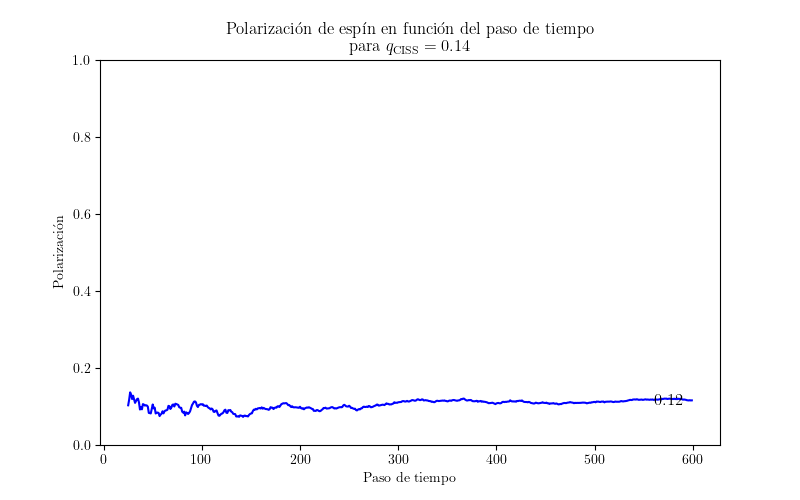 Polarización de espín en función del paso de tiempo
para q_CISS = 0.14
1.0
0.8
0.6
0.4
0.2
0.0
Polarización
0.12
0 100 200 300 400 500 600
Paso de tiempo